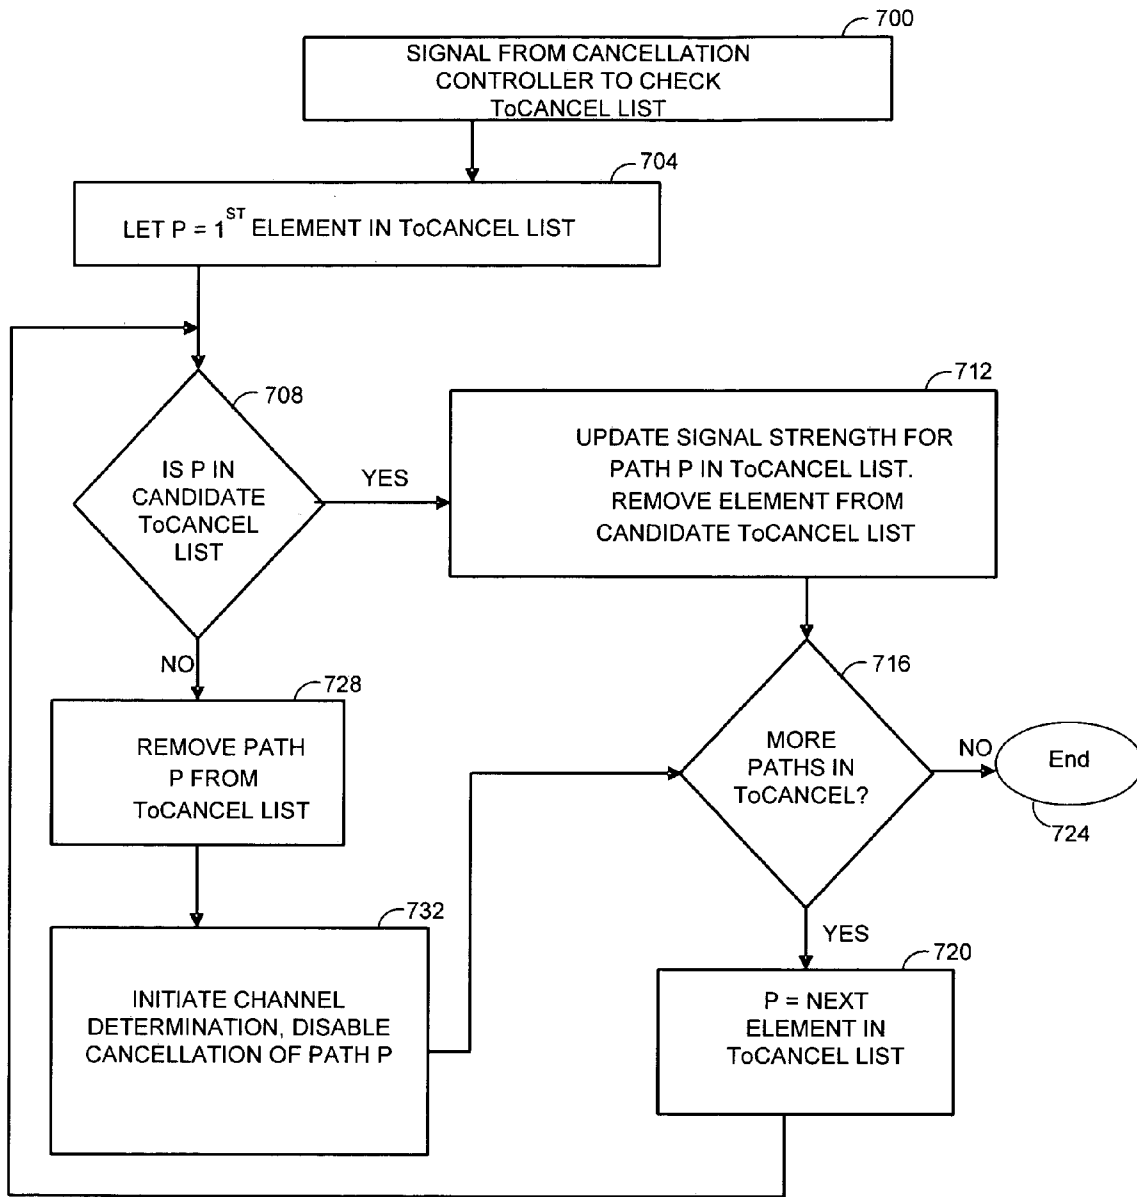 700
SIGNAL FROM CANCELLATION
CONTROLLER TO CHECK
ToCANCEL LIST
704
LET P = 1ST ELEMENT IN ToCANCEL LIST
708
IS P IN
CANDIDATE
ToCANCEL
LIST
YES
712
UPDATE SIGNAL STRENGTH FOR
PATH P IN ToCANCEL LIST.
REMOVE ELEMENT FROM
CANDIDATE ToCANCEL LIST
NO
716
MORE
PATHS IN
ToCANCEL?
NO
End
724
728
REMOVE PATH
P FROM
ToCANCEL LIST
732
INITIATE CHANNEL
DETERMINATION, DISABLE
CANCELLATION OF PATH P
YES
720
P = NEXT
ELEMENT IN
ToCANCEL LIST